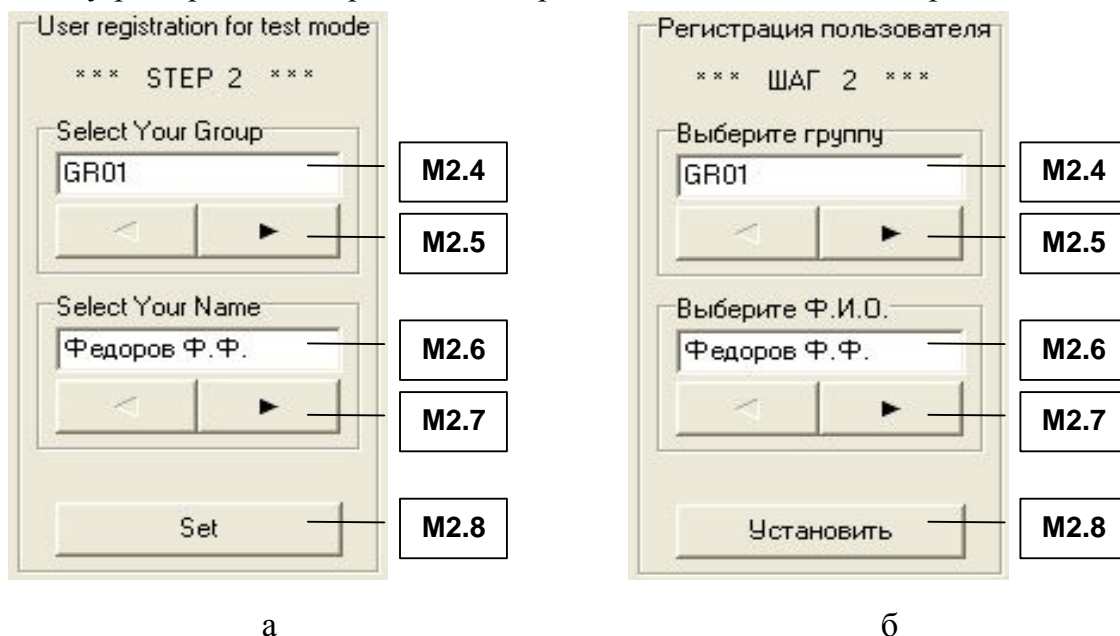 User registration for test mode
*** STEP 2 ***
Select Your Group
GR01
M2.4
M2.5
Select Your Name
Федоров Ф.Ф.
M2.6
M2.7
Set
M2.8
а
Регистрация пользователя
*** ШАГ 2 ***
Выберите группу
GR01
M2.4
M2.5
Выберите Ф.И.О.
Федоров Ф.Ф.
M2.6
M2.7
Установить
M2.8
б